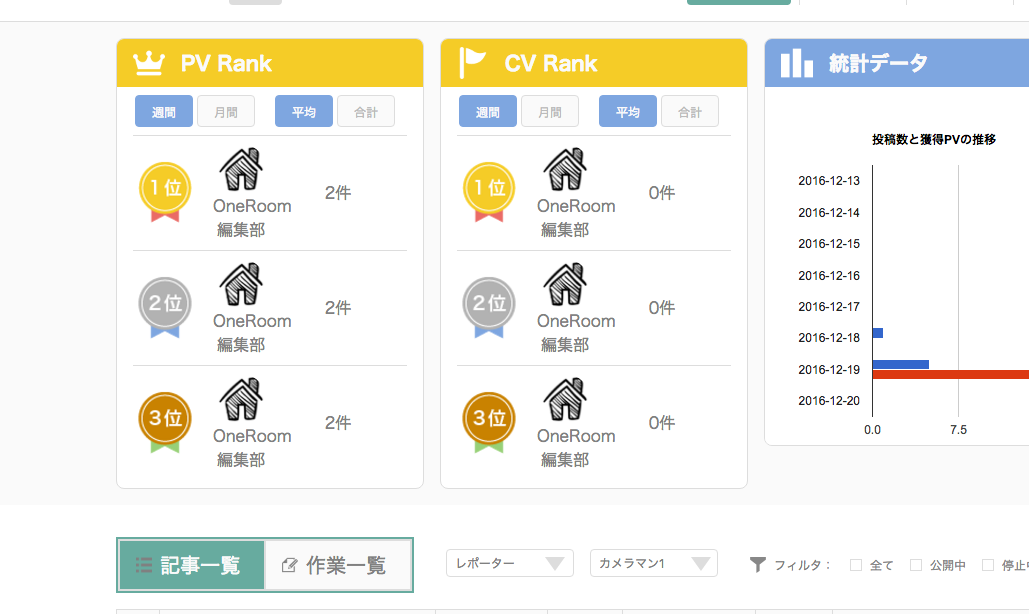 PV Rank
週間 月間 平均 合計
1位 OneRoom 2件
編集部
2位 OneRoom 2件
編集部
3位 OneRoom 2件
編集部
CV Rank
週間 月間 平均 合計
1位 OneRoom 0件
編集部
2位 OneRoom 0件
編集部
3位 OneRoom 0件
編集部
統計データ
投稿数と獲得PVの推移
2016-12-13
2016-12-14
2016-12-15
2016-12-16
2016-12-17
2016-12-18
2016-12-19
2016-12-20
0.0 7.5
記事一覧 作業一覧 レポーター カメラマン1 フィルタ： 全て 公開中 停止